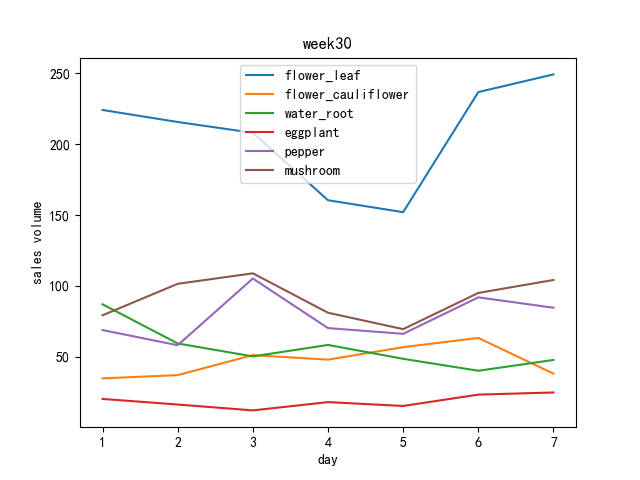 week30
flower_leaf
flower_cauliflower
water_root
eggplant
pepper
mushroom
250
200
150
100
50
sales volume
1 2 3 4 5 6 7
day